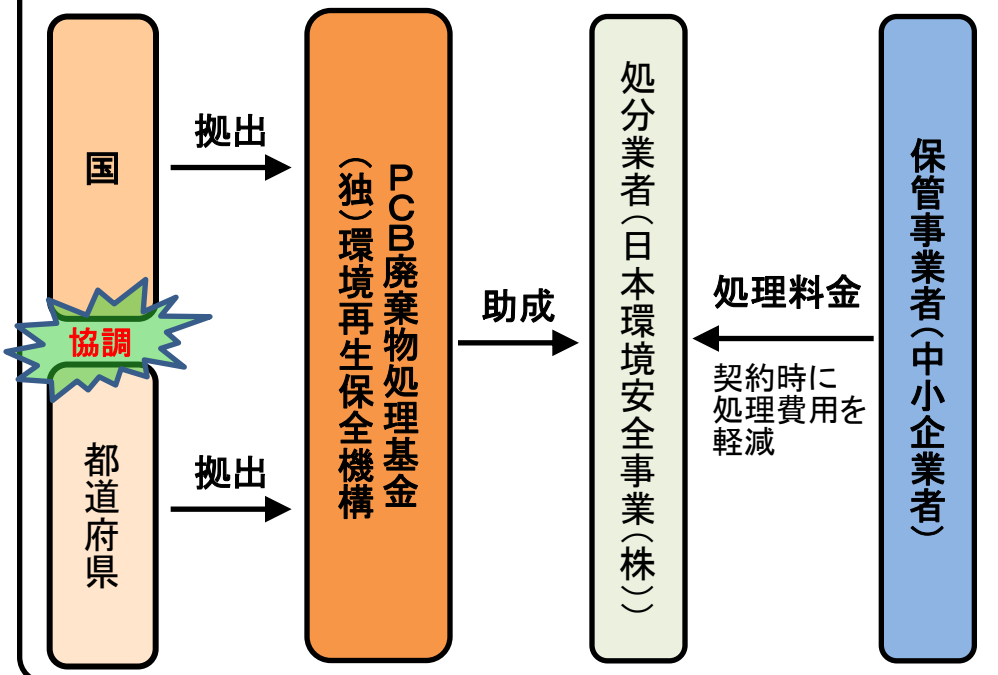 国
協調
都道府県
拠出
拠出
PCB廃棄物処理基金
(独)環境再生保全機構
助成
処分業者(日本環境安全事業(株))
処理料金
契約時に
処理費用を
軽減
保管事業者(中小企業者)